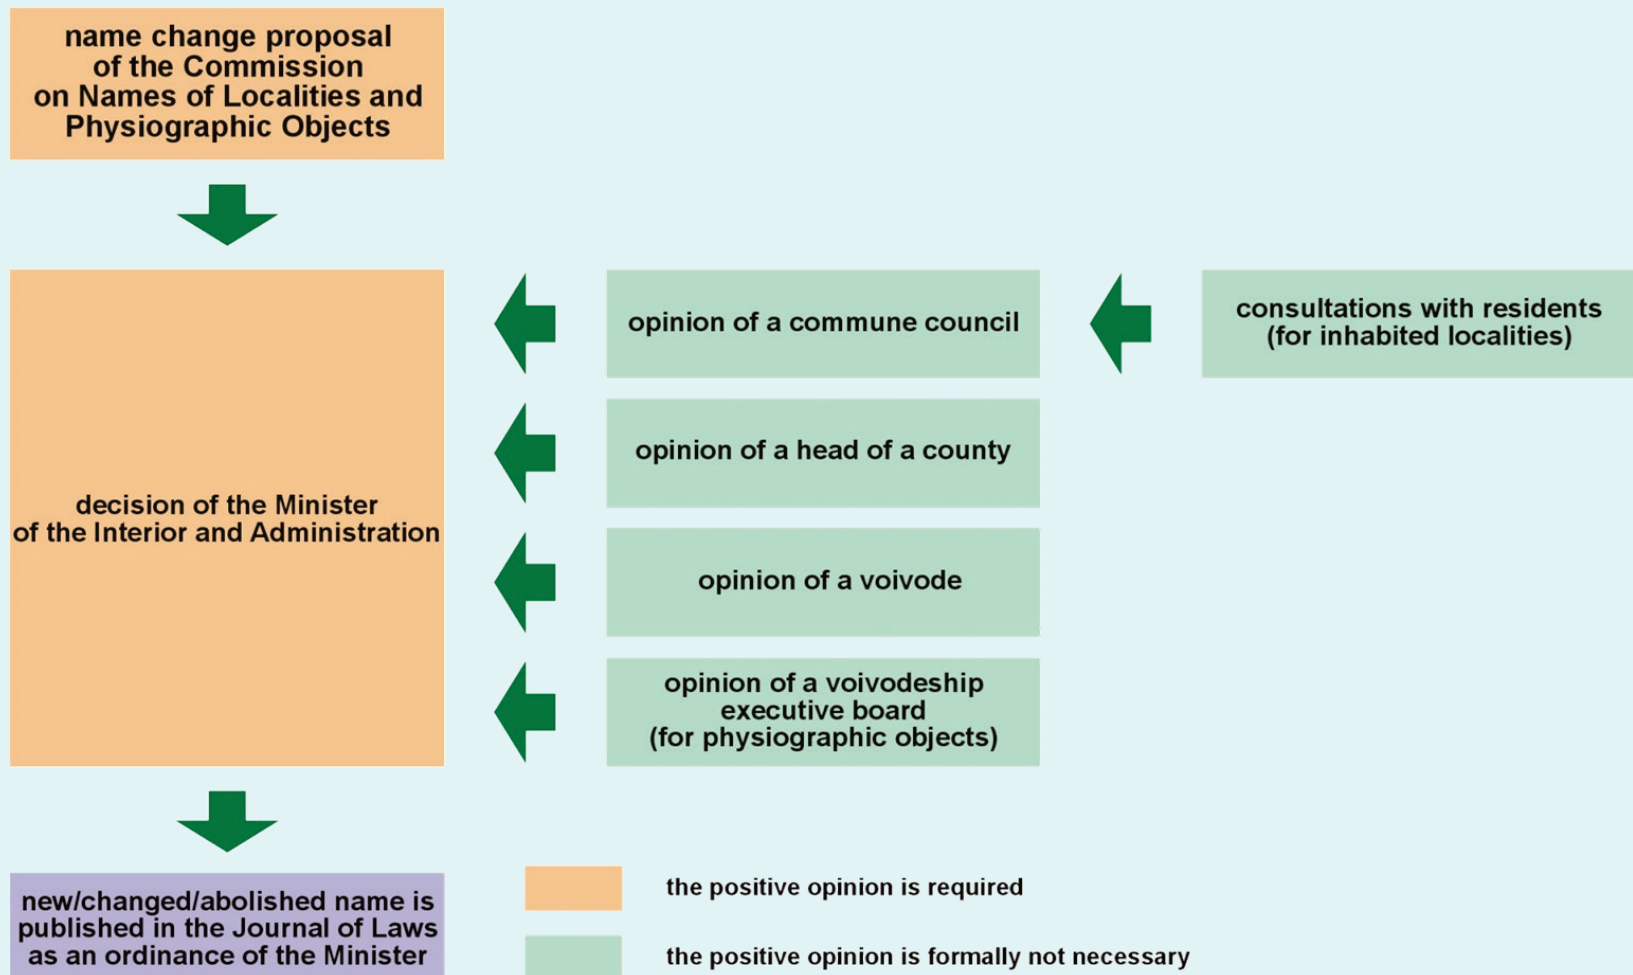 name change proposal
of the Commission
on Names of Localities and
Physiographic Objects
decision of the Minister
of the Interior and Administration
opinion of a commune council
consultations with residents
(for inhabited localities)
opinion of a head of a county
opinion of a voivode
opinion of a voivodeship
executive board
(for physiographic objects)
new/changed/abolished name is
published in the Journal of Laws
as an ordinance of the Minister
the positive opinion is required
the positive opinion is formally not necessary